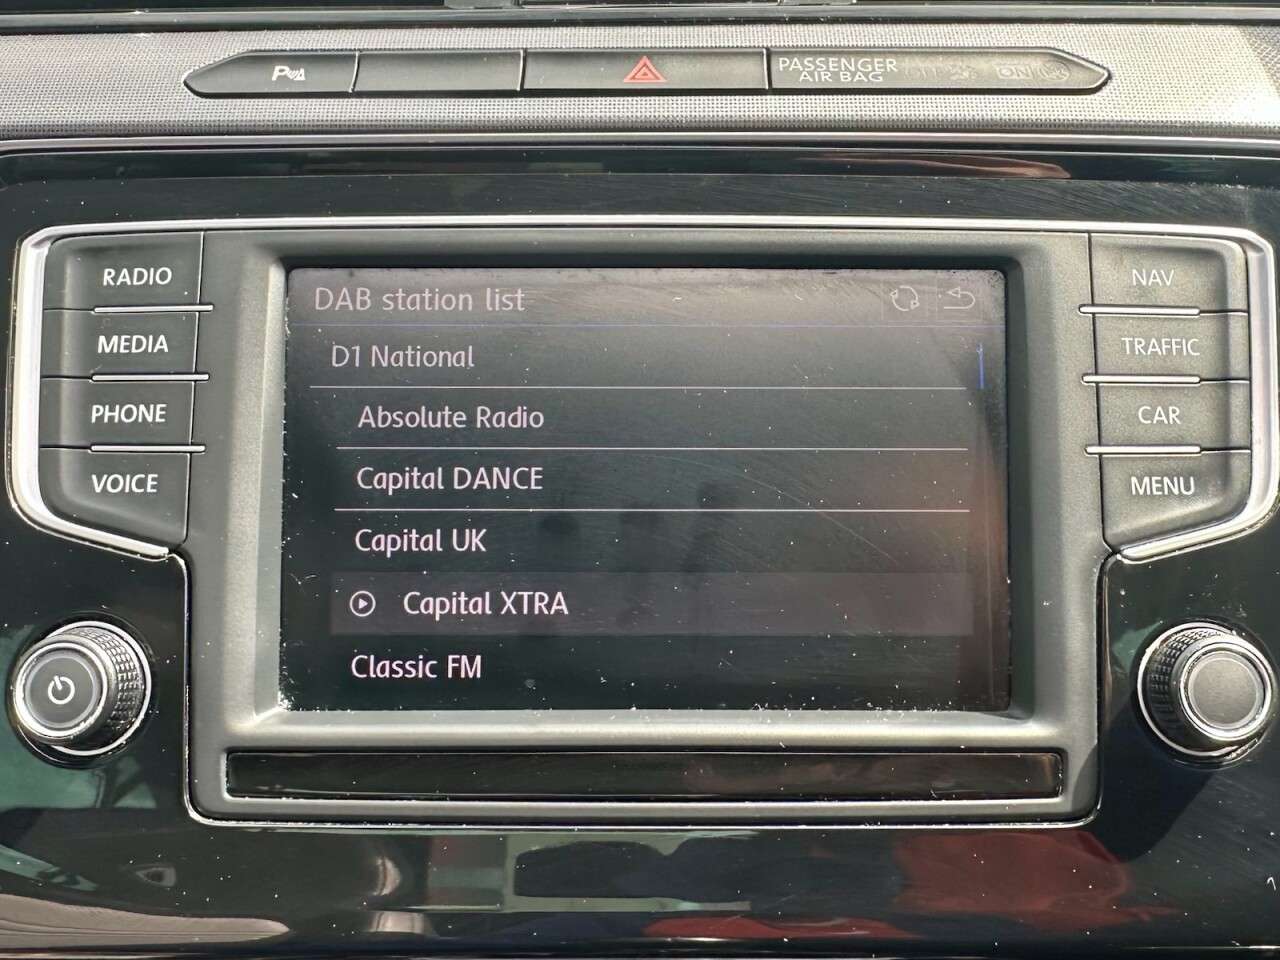 P
PASSENGER
AIR BAG
OFF
ON
RADIO
MEDIA
PHONE
VOICE
DAB station list
D1 National
Absolute Radio
Capital DANCE
Capital UK
Capital XTRA
Classic FM
NAV
TRAFFIC
CAR
MENU